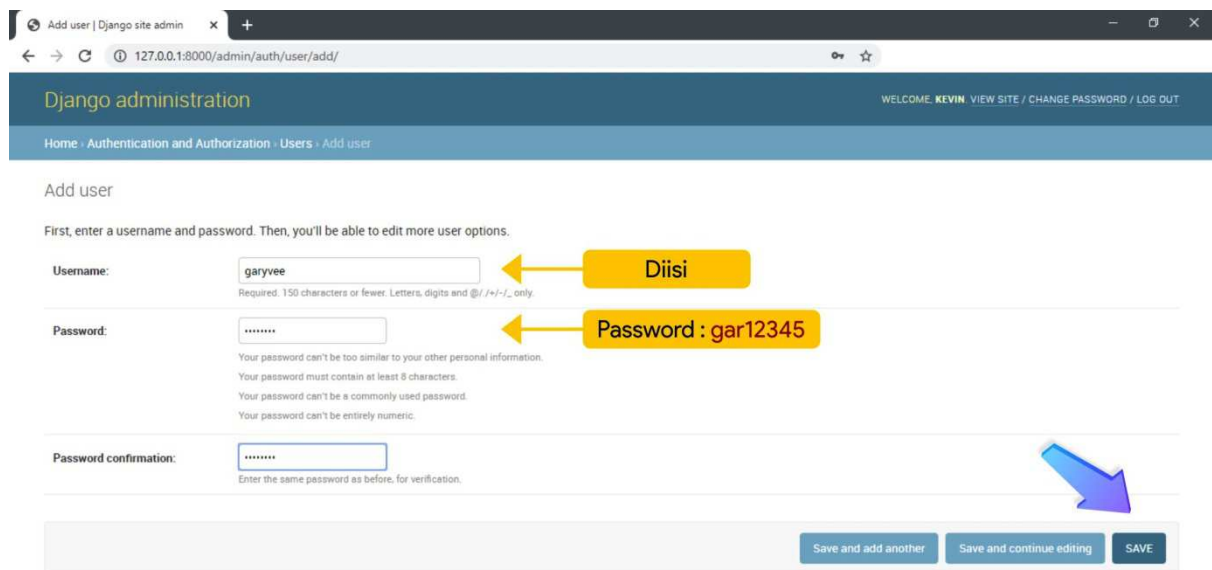 Add user | Django site admin
127.0.0.1:8000/admin/auth/user/add/
Django administration
WELCOME, KEVIN. VIEW SITE / CHANGE PASSWORD / LOG OUT
Home › Authentication and Authorization › Users › Add user
Add user
First, enter a username and password. Then, you'll be able to edit more user options.
Username:
garyvee
Diisi
Required. 150 characters or fewer. Letters, digits and @/./+/-/_ only.
Password:
••••••••
Password : gar12345
Your password can't be too similar to your other personal information.
Your password must contain at least 8 characters.
Your password can't be a commonly used password.
Your password can't be entirely numeric.
Password confirmation:
••••••••
Enter the same password as before, for verification.
Save and add another
Save and continue editing
SAVE